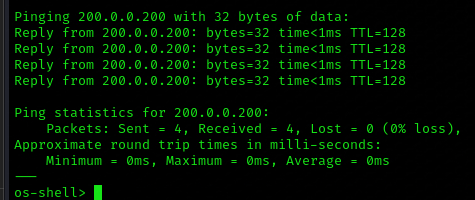 Pinging 200.0.0.200 with 32 bytes of data:
Reply from 200.0.0.200: bytes=32 time<1ms TTL=128
Reply from 200.0.0.200: bytes=32 time<1ms TTL=128
Reply from 200.0.0.200: bytes=32 time<1ms TTL=128
Reply from 200.0.0.200: bytes=32 time<1ms TTL=128

Ping statistics for 200.0.0.200:
    Packets: Sent = 4, Received = 4, Lost = 0 (0% loss),
Approximate round trip times in milli-seconds:
    Minimum = 0ms, Maximum = 0ms, Average = 0ms
---
os-shell>